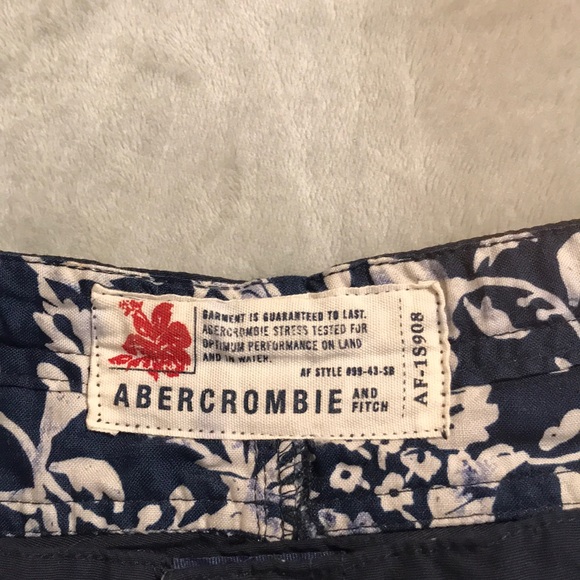 GARMENT IS GUARANTEED TO LAST.
ABERCROMBIE STRESS TESTED FOR
OPTIMUM PERFORMANCE ON LAND
AND IN WATER.
AF STYLE #99-43-SB
ABERCROMBIE AND FITCH
AF-1S908